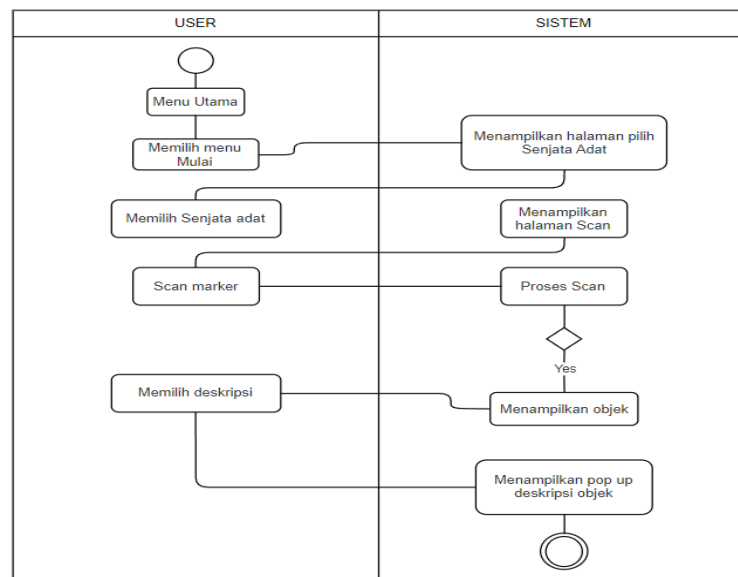 USER
SISTEM
Menu Utama
Memilih menu
Mulai
Menampilkan halaman pilih
Senjata Adat
Memilih Senjata adat
Menampilkan
halaman Scan
Scan marker
Proses Scan
Yes
Memilih deskripsi
Menampilkan objek
Menampilkan pop up
deskripsi objek